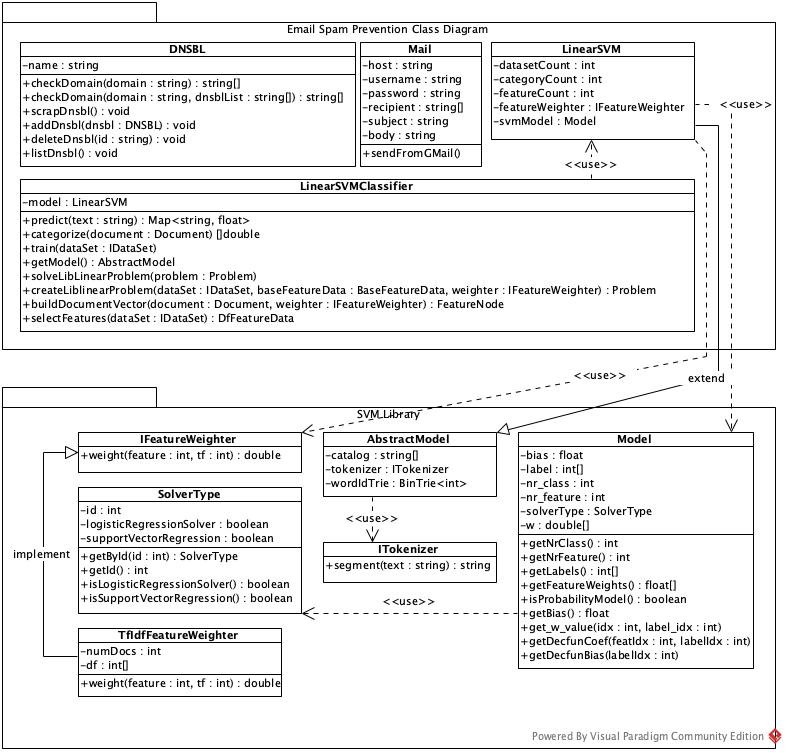 Email Spam Prevention Class Diagram
DNSBL
-name : string
+checkDomain(domain : string) : string[]
+checkDomain(domain : string, dnsblList : string[]) : string[]
+scrapDnsbl() : void
+addDnsbl(dnsbl : DNSBL) : void
+deleteDnsbl(id : string) : void
+listDnsbl() : void
Mail
-host : string
-username : string
-password : string
-recipient : string[]
-subject : string
-body : string
+sendFromGMail()
LinearSVM
-datasetCount : int
-categoryCount : int
-featureCount : int
-featureWeighter : IFeatureWeighter
-svmModel : Model
<<use>>
<<use>>
LinearSVMClassifier
-model : LinearSVM
+predict(text : string) : Map<string, float>
+categorize(document : Document) []double
+train(dataSet : IDataSet)
+getModel() : AbstractModel
+solveLibLinearProblem(problem : Problem)
+createLiblinearProblem(dataSet : IDataSet, baseFeatureData : BaseFeatureData, weighter : IFeatureWeighter) : Problem
+buildDocumentVector(document : Document, weighter : IFeatureWeighter) : FeatureNode
+selectFeatures(dataSet : IDataSet) : DfFeatureData
<<use>>
extend
SVM Library
IFeatureWeighter
+weight(feature : int, tf : int) : double
AbstractModel
-catalog : string[]
-tokenizer : ITokenizer
-wordIdTrie : BinTrie<int>
Model
-bias : float
-label : int[]
-nr_class : int
-nr_feature : int
-solverType : SolverType
-w : double[]
+getNrClass() : int
+getNrFeature() : int
+getLabels() : int[]
+getFeatureWeights() : float[]
+isProbabilityModel() : boolean
+getBias() : float
+get_w_value(idx : int, label_idx : int)
+getDecfunCoef(featIdx : int, labelIdx : int)
+getDecfunBias(labelIdx : int)
SolverType
-id : int
-logisticRegressionSolver : boolean
-supportVectorRegression : boolean
+getById(id : int) : SolverType
+getId() : int
+isLogisticRegressionSolver() : boolean
+isSupportVectorRegression() : boolean
<<use>>
implement
ITokenizer
+segment(text : string) : string
<<use>>
TfIdfFeatureWeighter
-numDocs : int
-df : int[]
+weight(feature : int, tf : int) : double
Powered By Visual Paradigm Community Edition